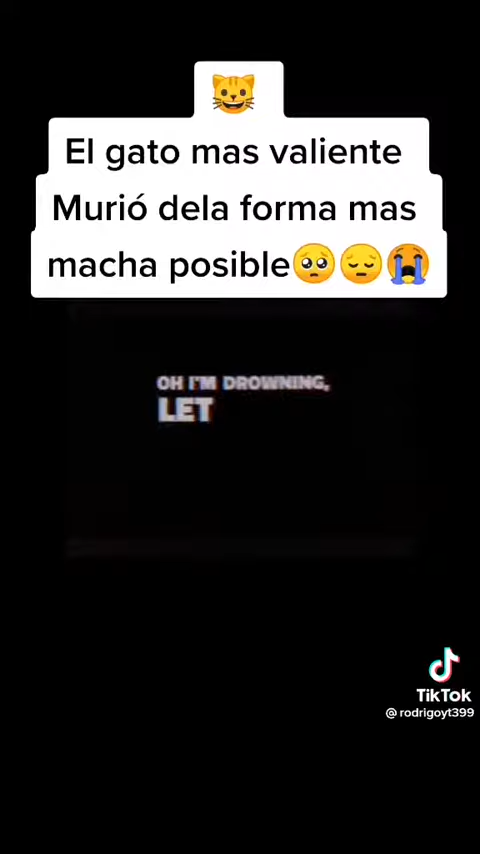 😺
El gato mas valiente
Murió dela forma mas
macha posible🥺😔😭
OH I'M DROWNING,
LET
TikTok
@rodrigoyt399